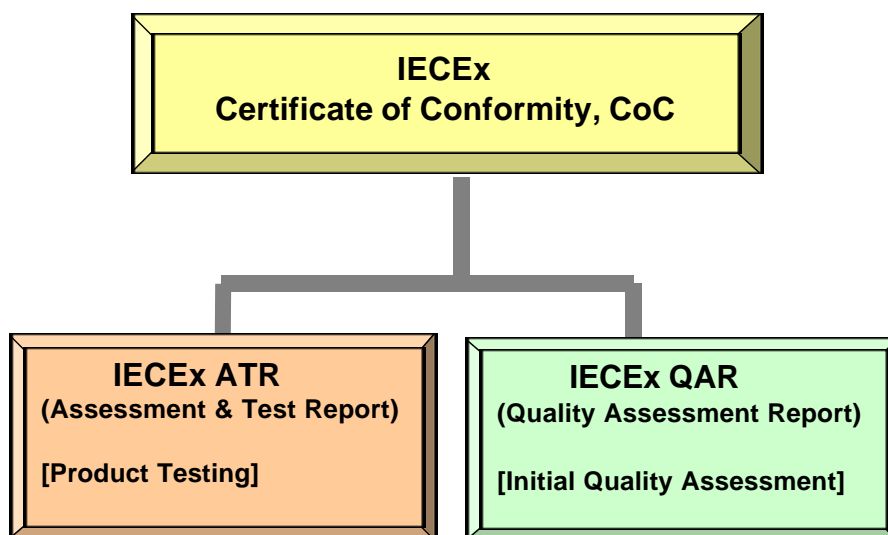 IECEx
Certificate of Conformity, CoC
IECEx ATR
(Assessment & Test Report)
[Product Testing]
IECEx QAR
(Quality Assessment Report)
[Initial Quality Assessment]